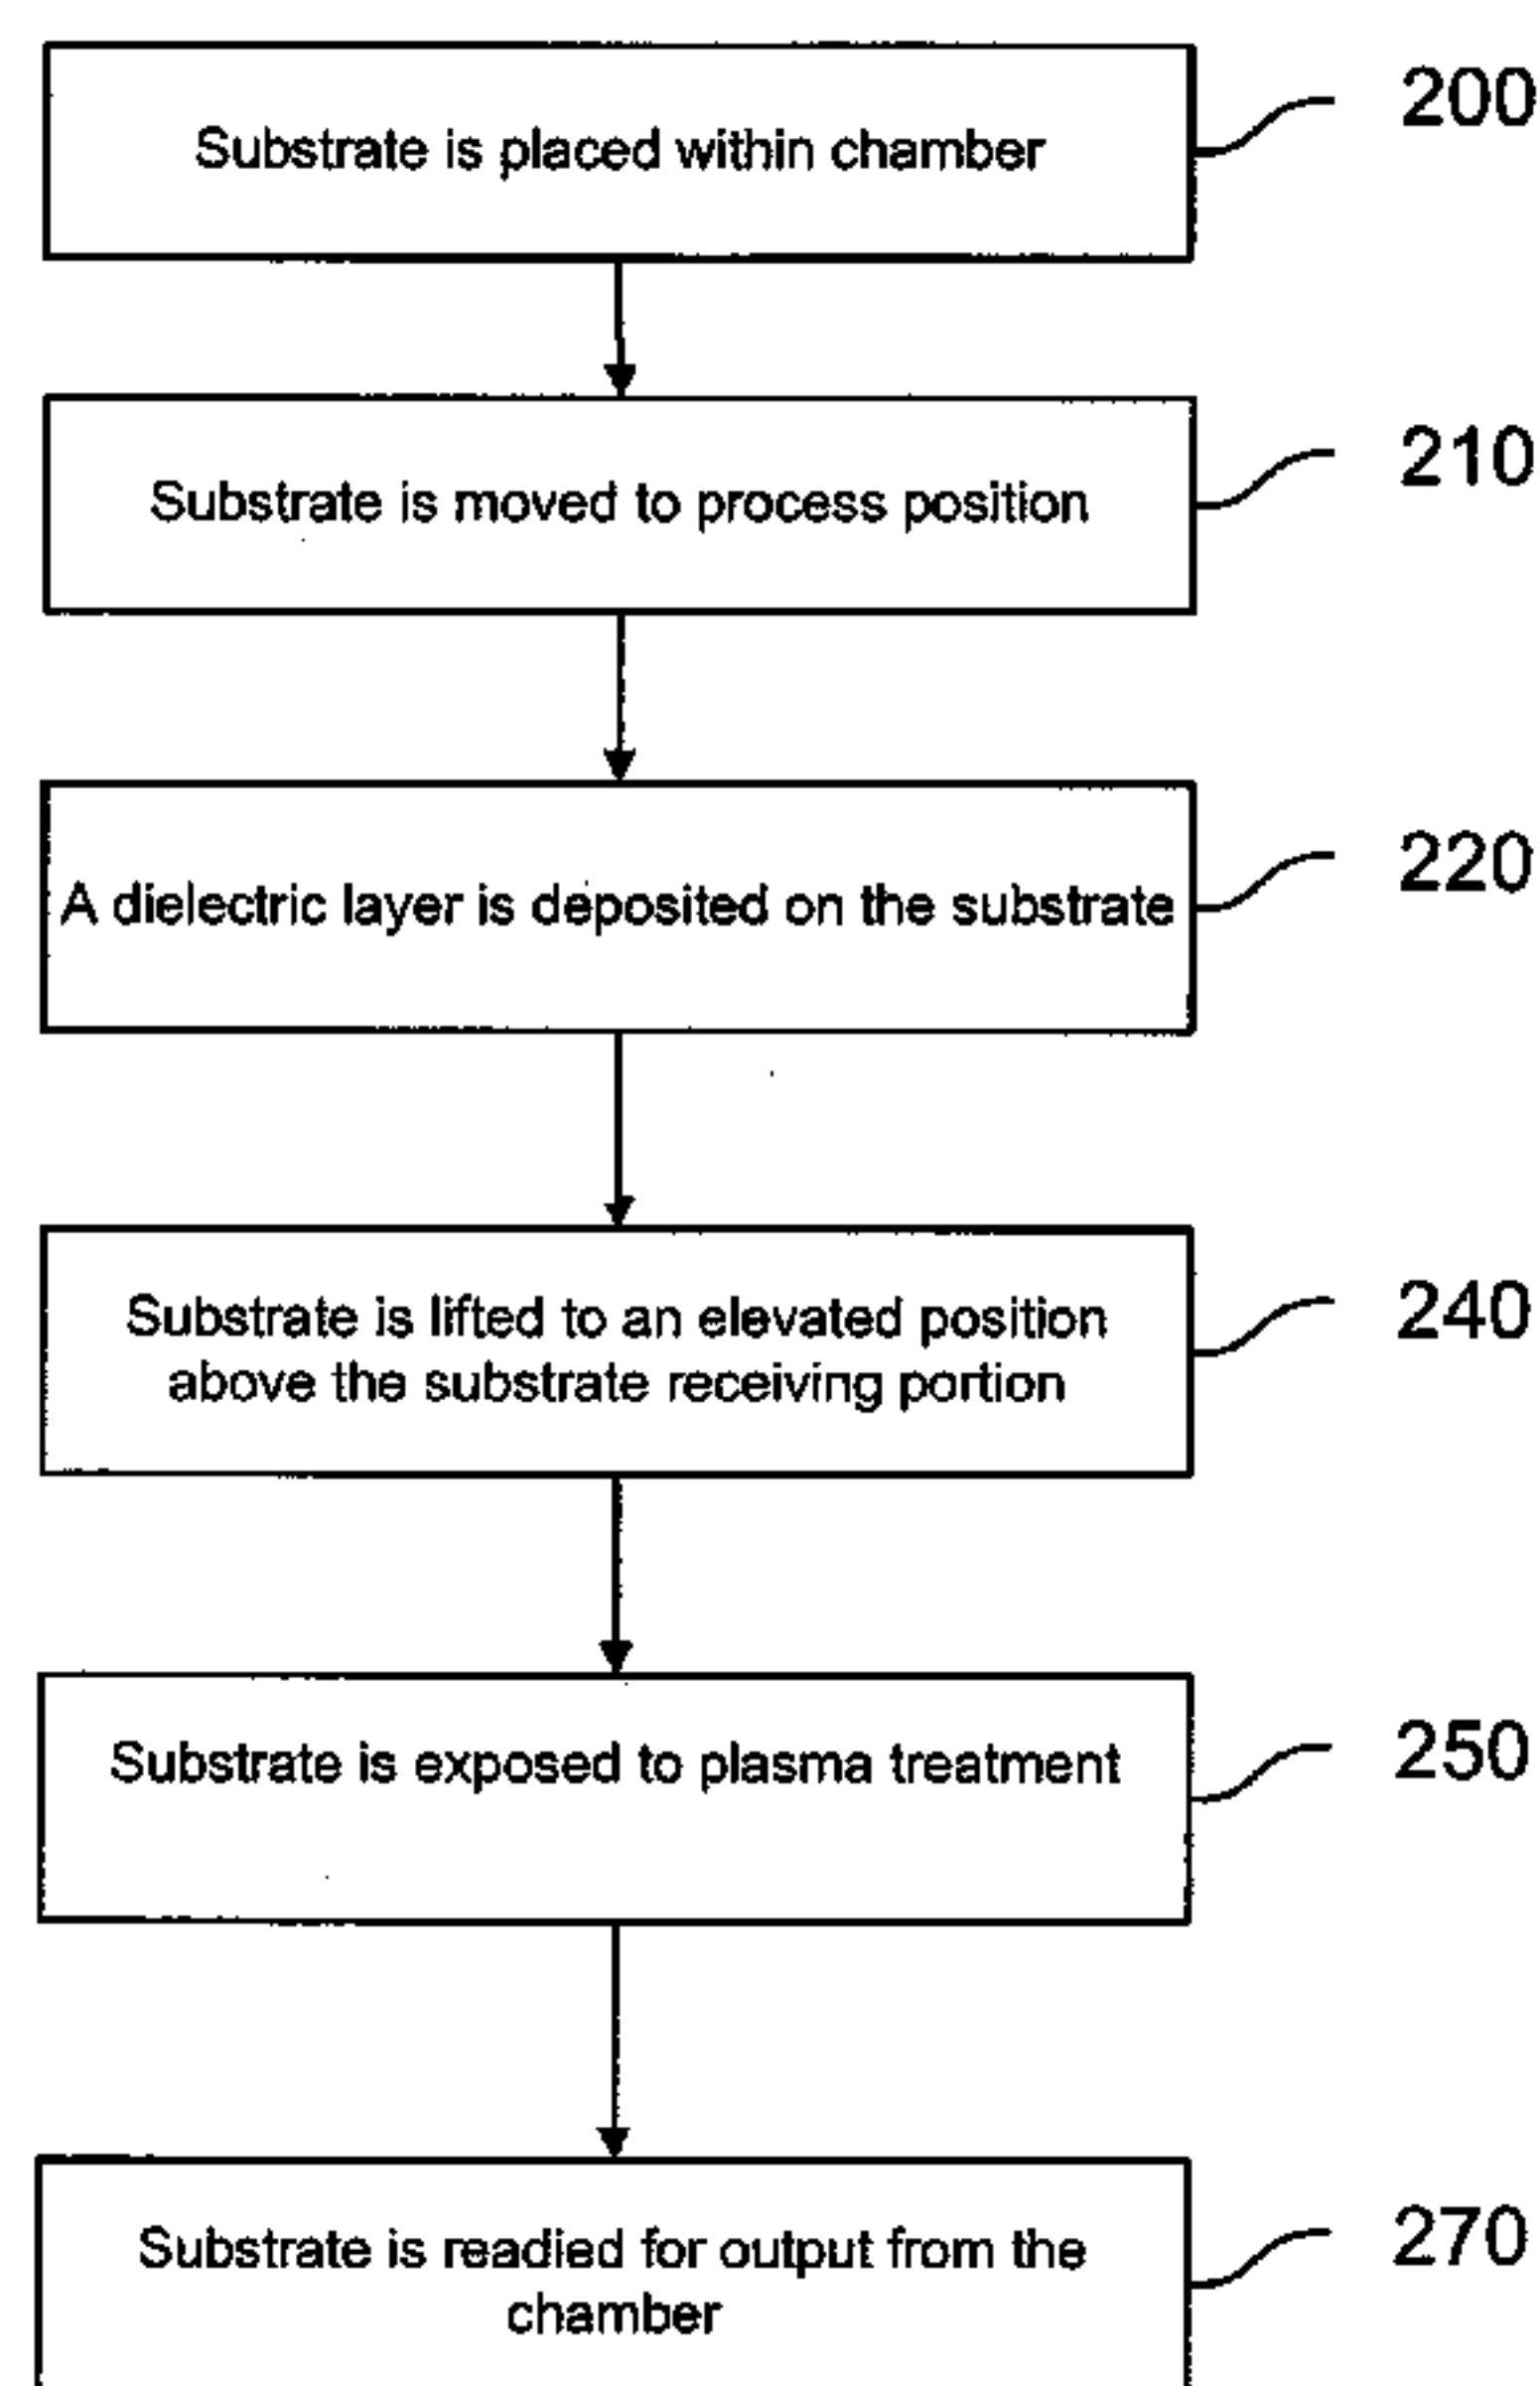 Substrate is placed within chamber
200
Substrate is moved to process position
210
A dielectric layer is deposited on the substrate
220
Substrate is lifted to an elevated position
above the substrate receiving portion
240
Substrate is exposed to plasma treatment
250
Substrate is readied for output from the
chamber
270